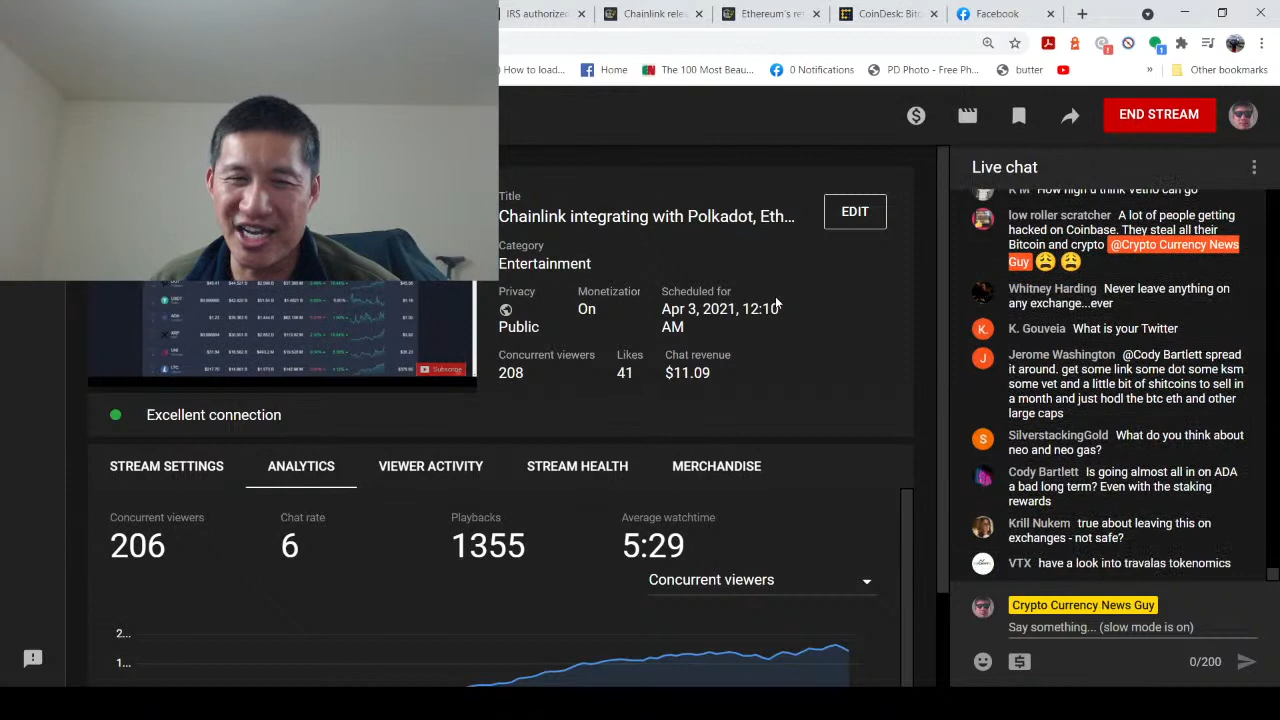 IRS authorized
Chainlink rele
Ethereum's ret
CoinDesk: Bitc
Facebook
How to load...
Home
The 100 Most Beau...
0 Notifications
PD Photo - Free Ph...
butter
Other bookmarks
END STREAM
Title
Chainlink integrating with Polkadot, Eth...
EDIT
Category
Entertainment
Privacy
Monetization
Scheduled for
Public
On
Apr 3, 2021, 12:10
AM
Concurrent viewers
Likes
Chat revenue
208
41
$11.09
Subscribe
Excellent connection
STREAM SETTINGS
ANALYTICS
VIEWER ACTIVITY
STREAM HEALTH
MERCHANDISE
Concurrent viewers
Chat rate
Playbacks
Average watchtime
206
6
1355
5:29
Concurrent viewers
2...
1...
Live chat
low roller scratcher A lot of people getting
hacked on Coinbase. They steal all their
Bitcoin and crypto @Crypto Currency News
Guy
Whitney Harding Never leave anything on
any exchange...ever
K. Gouveia What is your Twitter
Jerome Washington @Cody Bartlett spread
it around. get some link some dot some ksm
some vet and a little bit of shitcoins to sell in
a month and just hodl the btc eth and other
large caps
SilverstackingGold What do you think about
neo and neo gas?
Cody Bartlett Is going almost all in on ADA
a bad long term? Even with the staking
rewards
Krill Nukem true about leaving this on
exchanges - not safe?
VTX have a look into travalas tokenomics
Crypto Currency News Guy
Say something... (slow mode is on)
0/200